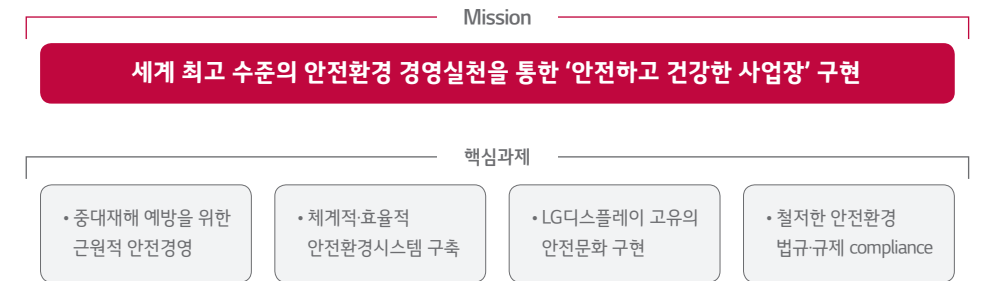 Mission
세계 최고 수준의 안전환경 경영실천을 통한 ‘안전하고 건강한 사업장’ 구현
핵심과제
• 중대재해 예방을 위한
근원적 안전경영
• 체계적·효율적
안전환경시스템 구축
• LG디스플레이 고유의
안전문화 구현
• 철저한 안전환경
법규·규제 compliance